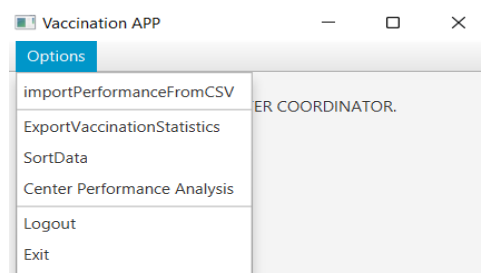 Vaccination APP
Options
importPerformanceFromCSV
ER COORDINATOR.
ExportVaccinationStatistics
SortData
Center Performance Analysis
Logout
Exit